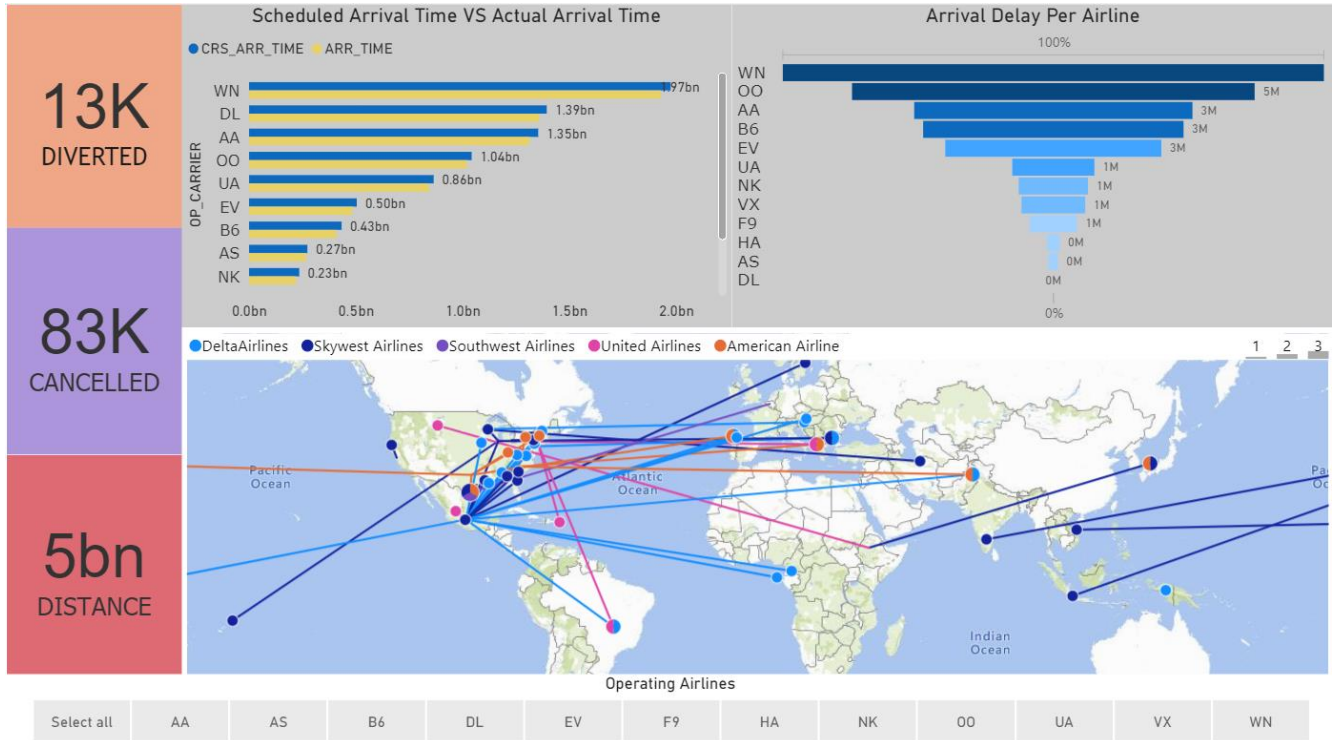 13K
DIVERTED
83K
CANCELLED
5bn
DISTANCE
Scheduled Arrival Time VS Actual Arrival Time
CRS_ARR_TIME ARR_TIME
OP_CARRIER
WN 1.97bn
DL 1.39bn
AA 1.35bn
OO 1.04bn
UA 0.86bn
EV 0.50bn
B6 0.43bn
AS 0.27bn
NK 0.23bn
0.0bn 0.5bn 1.0bn 1.5bn 2.0bn
Arrival Delay Per Airline
100%
WN
OO 5M
AA 3M
B6 3M
EV 3M
UA 1M
NK 1M
VX 1M
F9 1M
HA 0M
AS 0M
DL 0M
0%
DeltaAirlines Skywest Airlines Southwest Airlines United Airlines American Airline
1 2 3
Pacific
Ocean
Atlantic
Ocean
Indian
Ocean
Operating Airlines
Select all AA AS B6 DL EV F9 HA NK OO UA VX WN